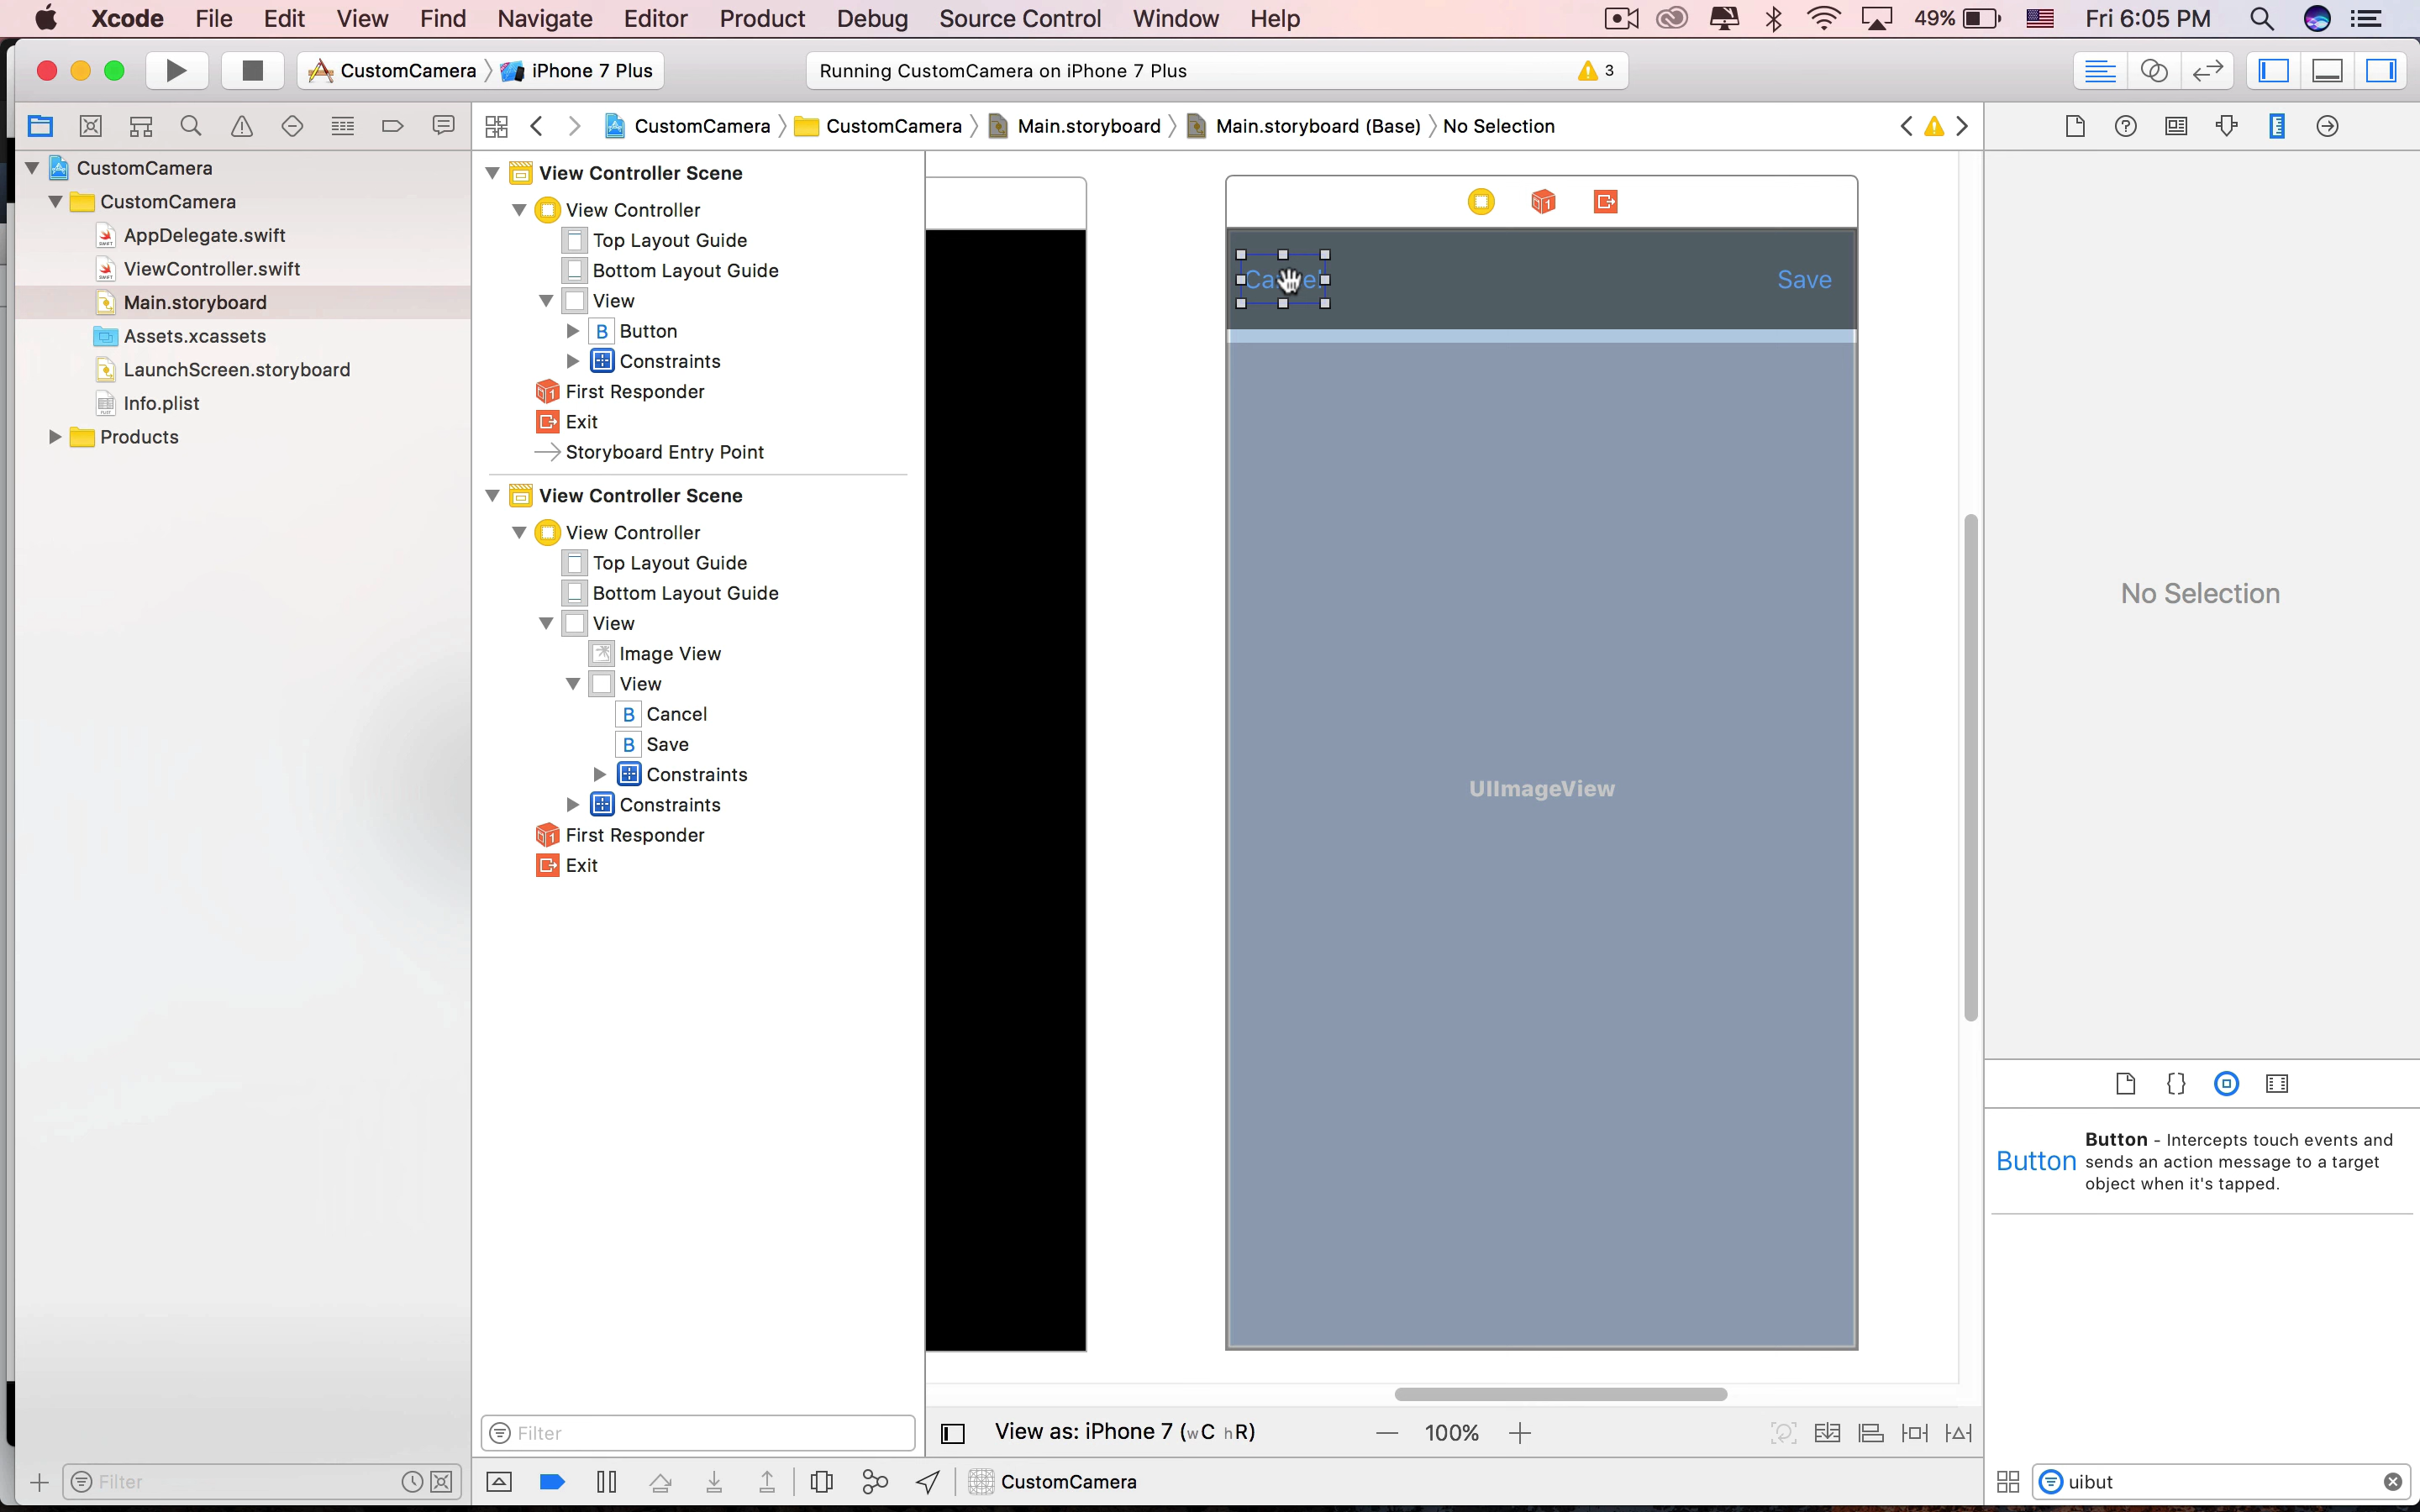 Xcode File Edit View Find Navigate Editor Product Debug Source Control Window Help 49% Fri 6:05 PM
CustomCamera iPhone 7 Plus Running CustomCamera on iPhone 7 Plus 3
CustomCamera CustomCamera Main.storyboard Main.storyboard (Base) No Selection
CustomCamera
CustomCamera
AppDelegate.swift
ViewController.swift
Main.storyboard
Assets.xcassets
LaunchScreen.storyboard
Info.plist
Products
View Controller Scene
View Controller
Top Layout Guide
Bottom Layout Guide
View
B Button
Constraints
First Responder
Exit
Storyboard Entry Point
View Controller Scene
View Controller
Top Layout Guide
Bottom Layout Guide
View
Image View
View
B Cancel
B Save
Constraints
Constraints
First Responder
Exit
Save
UIImageView
No Selection
Button Button - Intercepts touch events and
sends an action message to a target
object when it's tapped.
Filter
View as: iPhone 7 (wC hR) — 100% +
Filter
CustomCamera
uibut